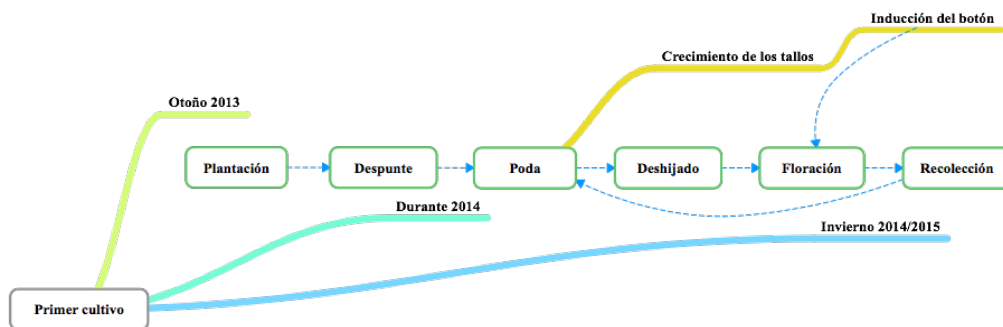 Inducción del botón
Crecimiento de los tallos
Otoño 2013
Plantación
Despunte
Poda
Deshijado
Floración
Recolección
Durante 2014
Invierno 2014/2015
Primer cultivo